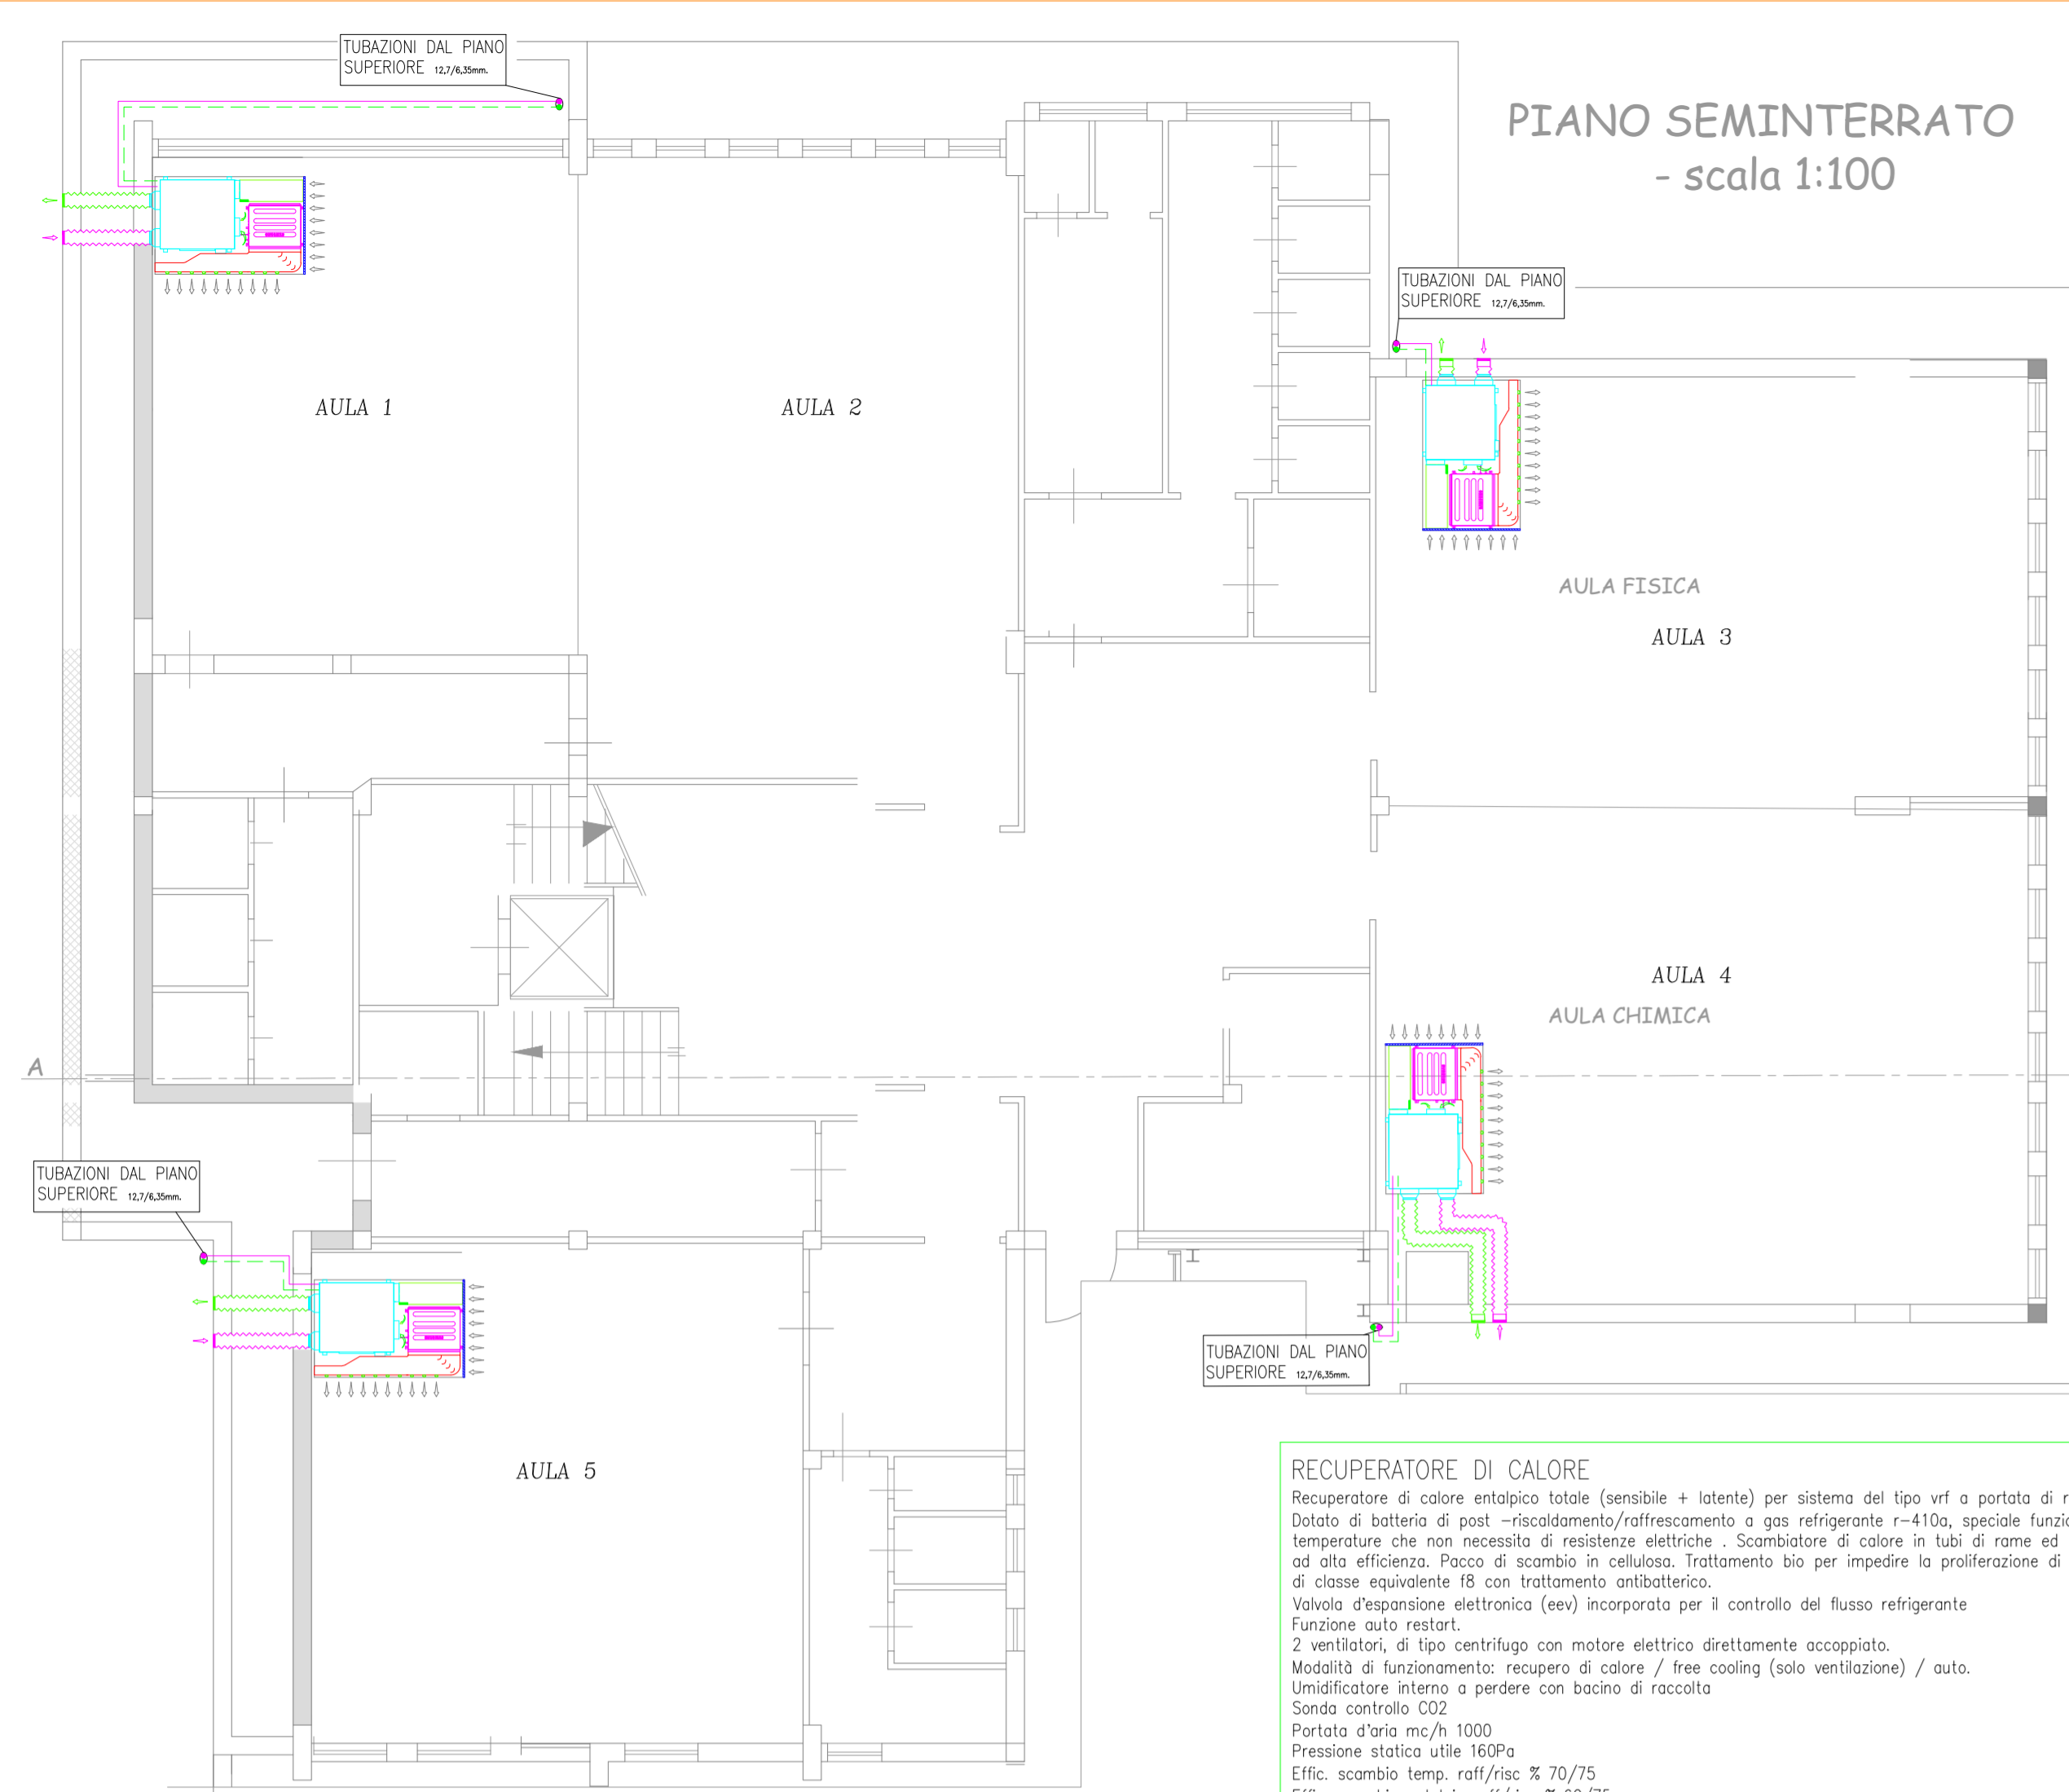 TUBAZIONI DAL PIANO
SUPERIORE 12,7/6,35mm.
PIANO SEMINTERRATO
- scala 1:100
TUBAZIONI DAL PIANO
SUPERIORE 12,7/6,35mm.
AULA 1
AULA 2
AULA FISICA
AULA 3
AULA 4
AULA CHIMICA
A
TUBAZIONI DAL PIANO
SUPERIORE 12,7/6,35mm.
TUBAZIONI DAL PIANO
SUPERIORE 12,7/6,35mm.
AULA 5
RECUPERATORE DI CALORE
Recuperatore di calore entalpico totale (sensibile + latente) per sistema del tipo vrf a portata di
Dotato di batteria di post -riscaldamento/raffrescamento a gas refrigerante r-410a, speciale
temperature che non necessita di resistenze elettriche . Scambiatore di calore in tubi di rame ed
ad alta efficienza. Pacco di scambio in cellulosa. Trattamento bio per impedire la proliferazione di
di classe equivalente f8 con trattamento antibatterico.
Valvola d'espansione elettronica (eev) incorporata per il controllo del flusso refrigerante
Funzione auto restart.
2 ventilatori, di tipo centrifugo con motore elettrico direttamente accoppiato.
Modalità di funzionamento: recupero di calore / free cooling (solo ventilazione) / auto.
Umidificatore interno a perdere con bacino di raccolta
Sonda controllo CO2
Portata d'aria mc/h 1000
Pressione statica utile 160Pa
Effic. scambio temp. raff/risc % 70/75